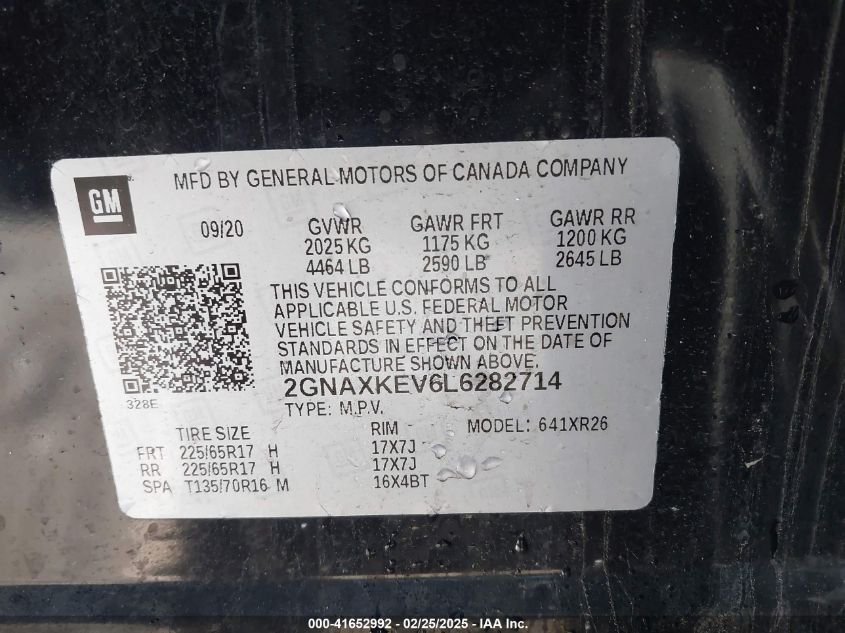 GM
MFD BY GENERAL MOTORS OF CANADA COMPANY
09/20
GVWR GAWR FRT GAWR RR
2025 KG 1175 KG 1200 KG
4464 LB 2590 LB 2645 LB
THIS VEHICLE CONFORMS TO ALL
APPLICABLE U.S. FEDERAL MOTOR
VEHICLE SAFETY AND THEFT PREVENTION
STANDARDS IN EFFECT ON THE DATE OF
MANUFACTURE SHOWN ABOVE.
2GNAXKEV6L6282714
328E
TYPE: M.P.V.
TIRE SIZE RIM MODEL: 641XR26
FRT 225/65R17 H 17X7J
RR 225/65R17 H 17X7J
SPA T135/70R16 M 16X4BT
000-41652992 - 02/25/2025 - IAA Inc.